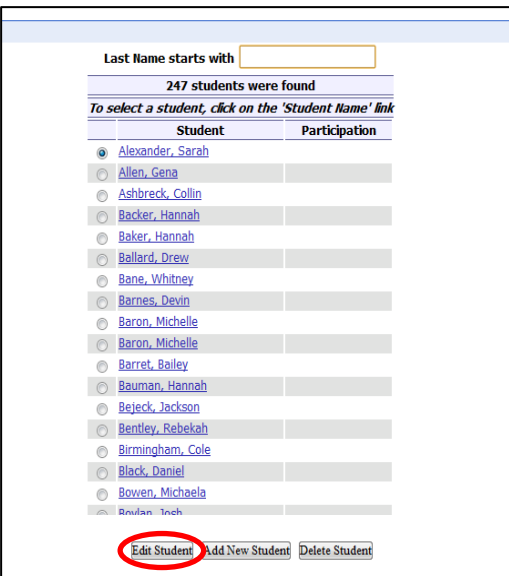 Last Name starts with
247 students were found
To select a student, click on the 'Student Name' link
Student Participation
Alexander, Sarah
Allen, Gena
Ashbreck, Collin
Backer, Hannah
Baker, Hannah
Ballard, Drew
Bane, Whitney
Barnes, Devin
Baron, Michelle
Baron, Michelle
Barret, Bailey
Bauman, Hannah
Bejeck, Jackson
Bentley, Rebekah
Birmingham, Cole
Black, Daniel
Bowen, Michaela
Boylan, Josh
Edit Student Add New Student Delete Student